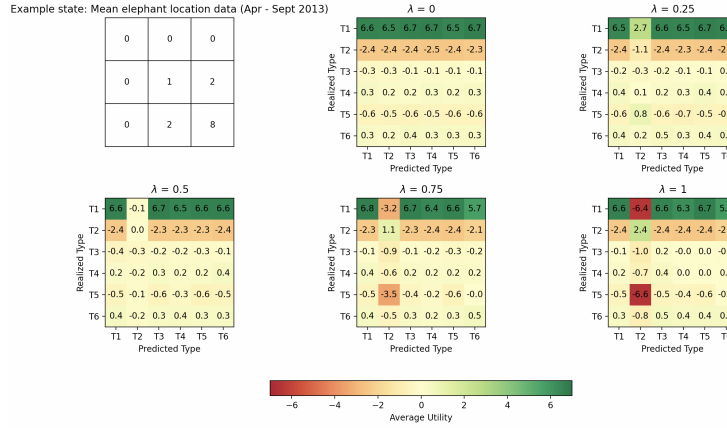 Example state: Mean elephant location data (Apr - Sept 2013)
0 0 0
0 1 2
0 2 8
λ = 0
Realized Type
T1 6.6 6.5 6.7 6.7 6.5 6.7
T2 -2.4 -2.4 -2.4 -2.5 -2.4 -2.3
T3 -0.3 -0.3 -0.1 -0.1 -0.1 -0.1
T4 0.3 0.2 0.2 0.3 0.2 0.3
T5 -0.6 -0.5 -0.6 -0.5 -0.6 -0.6
T6 0.3 0.2 0.4 0.3 0.2 0.3
T1 T2 T3 T4 T5 T6
Predicted Type
λ = 0.25
Realized Type
T1 6.5 2.7 6.6 6.5 6.7
T2 -2.4 -1.1 -2.4 -2.3 -2.4
T3 -0.2 -0.3 -0.2 -0.1 -0.1
T4 0.4 0.1 0.2 0.3 0.4
T5 -0.6 0.8 -0.6 -0.7 -0.5
T6 0.4 0.2 0.5 0.3 0.4
T1 T2 T3 T4 T5
Predicted Type
λ = 0.5
Realized Type
T1 6.6 -0.1 6.7 6.5 6.6 6.6
T2 -2.4 0.0 -2.3 -2.3 -2.3 -2.4
T3 -0.4 -0.3 -0.2 -0.2 -0.3 -0.1
T4 0.2 -0.2 0.3 0.2 0.2 0.4
T5 -0.5 0.1 -0.6 -0.3 -0.6 -0.5
T6 0.4 -0.2 0.3 0.4 0.3 0.3
T1 T2 T3 T4 T5 T6
Predicted Type
λ = 0.75
Realized Type
T1 6.8 -3.2 6.7 6.4 6.6 5.7
T2 -2.3 1.1 -2.3 -2.4 -2.4 -2.1
T3 -0.1 -0.9 -0.1 -0.2 -0.1 -0.2
T4 0.4 -0.6 0.2 0.2 0.2 0.2
T5 -0.5 -3.5 -0.4 -0.2 -0.6 -0.0
T6 0.4 -0.5 0.3 0.2 0.3 0.5
T1 T2 T3 T4 T5 T6
Predicted Type
λ = 1
Realized Type
T1 6.6 -6.4 6.6 6.3 6.7
T2 -2.4 2.4 -2.4 -2.4 -2.4
T3 -0.1 -1.0 0.2 -0.0 -0.1
T4 0.2 -0.7 0.4 0.0 0.0
T5 -0.5 -6.6 -0.5 -0.4 -0.6
T6 0.3 -0.8 0.5 0.4 0.4
T1 T2 T3 T4 T5
Predicted Type
−6 −4 −2 0 2 4 6
Average Utility